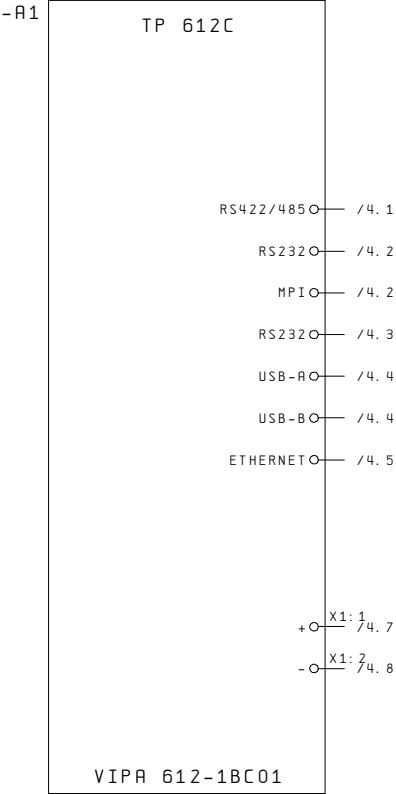 -A1
TP 612C
RS422/485 /4.1
RS232 /4.2
MPI /4.2
RS232 /4.3
USB-A /4.4
USB-B /4.4
ETHERNET /4.5
+ X1:1 /4.7
- X1:2 /4.8
VIPA 612-1BC01